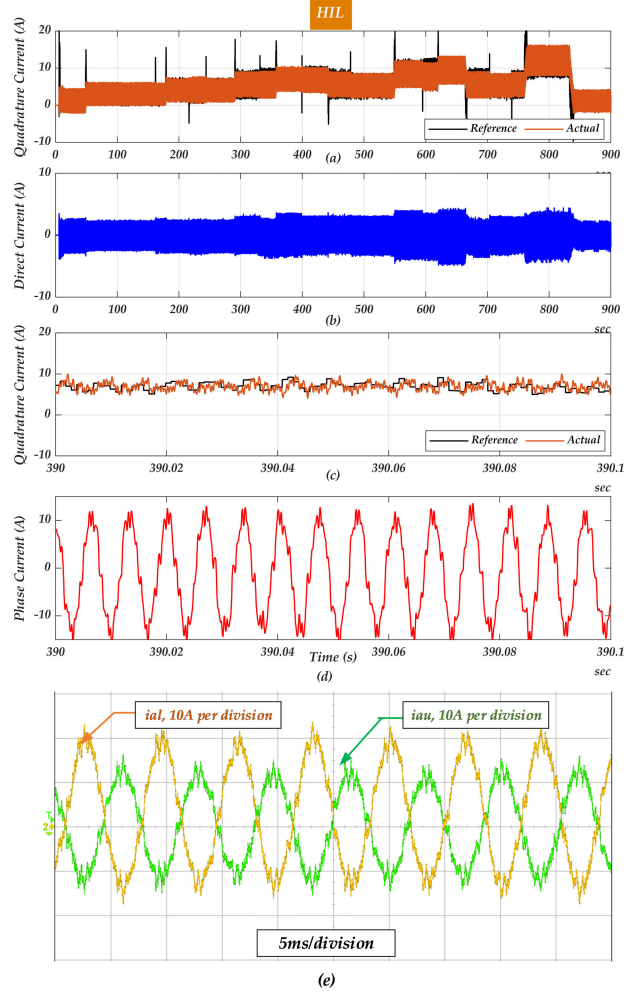 HIL
Quadrature Current (A)
20
10
0
-10
Reference
Actual
0 100 200 300 400 500 600 700 800 900
(a)
Direct Current (A)
10
0
-10
0 100 200 300 400 500 600 700 800 900
(b)
sec
Quadrature Current (A)
20
10
0
-10
Reference
Actual
390 390.02 390.04 390.06 390.08 390.1
(c)
sec
Phase Current (A)
10
0
-10
390 390.02 390.04 390.06 390.08 390.1
Time (s)
(d)
sec
ial, 10A per division
iau, 10A per division
2
5ms/division
(e)